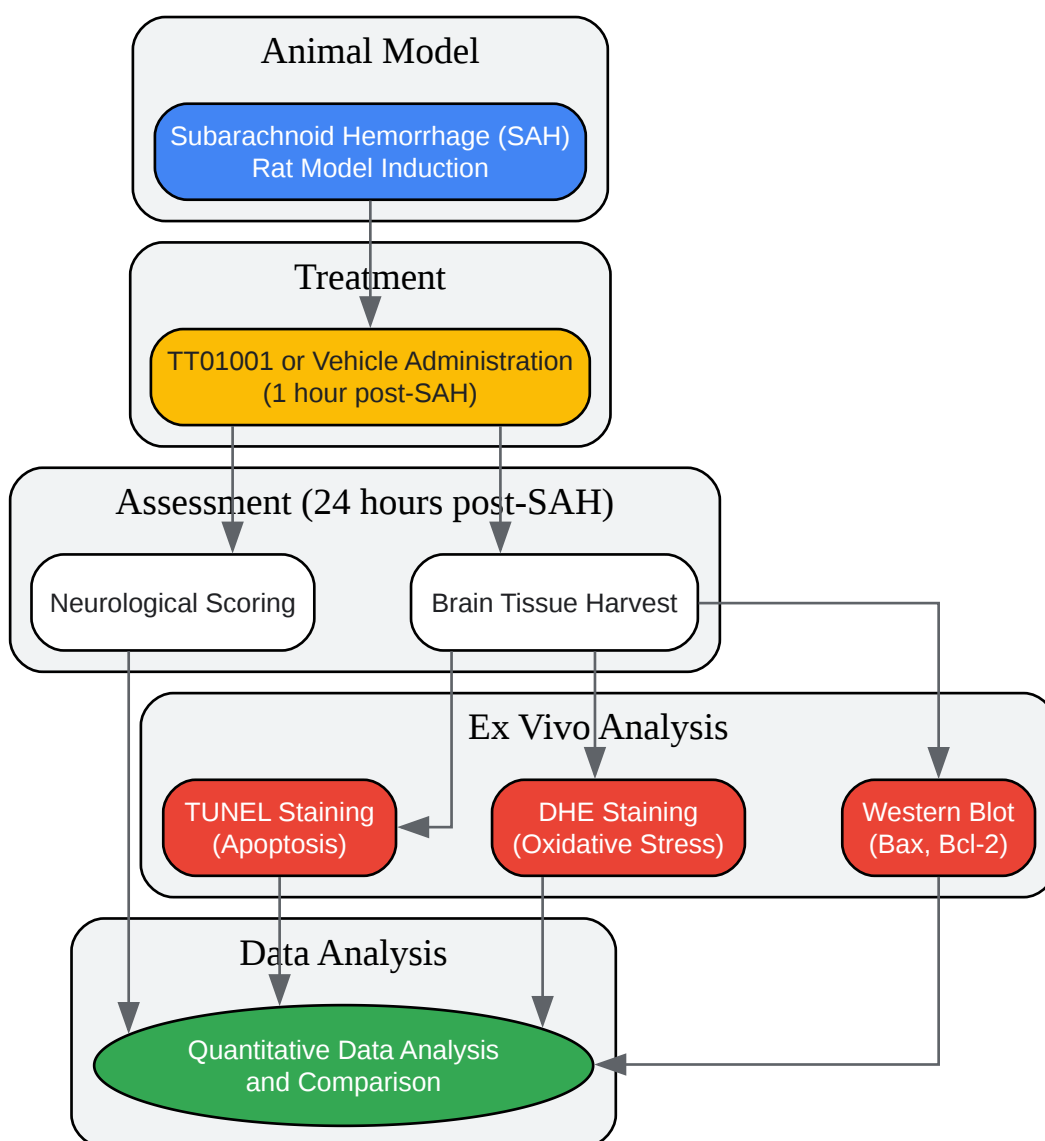 Animal Model
Subarachnoid Hemorrhage (SAH)
Rat Model Induction
Treatment
TT01001 or Vehicle Administration
(1 hour post-SAH)
Assessment (24 hours post-SAH)
Neurological Scoring
Brain Tissue Harvest
Ex Vivo Analysis
TUNEL Staining
(Apoptosis)
DHE Staining
(Oxidative Stress)
Western Blot
(Bax, Bcl-2)
Data Analysis
Quantitative Data Analysis
and Comparison